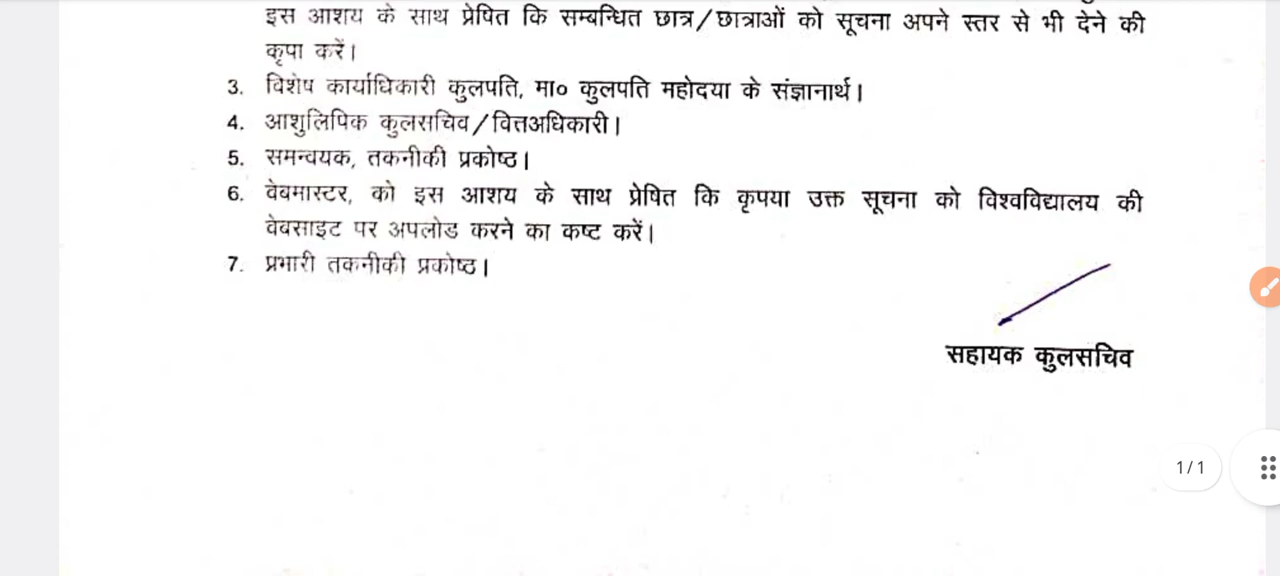 इस आशय के साथ प्रेषित कि सम्बन्धित छात्र/छात्राओं को सूचना अपने स्तर से भी देने की
कृपा करें।
3. विशेष कार्याधिकारी कुलपति, मा० कुलपति महोदया के संज्ञानार्थ।
4. आशुलिपिक कुलसचिव/वित्तअधिकारी।
5. समन्वयक, तकनीकी प्रकोष्ठ।
6. वेबमास्टर, को इस आशय के साथ प्रेषित कि कृपया उक्त सूचना को विश्वविद्यालय की
वेबसाइट पर अपलोड करने का कष्ट करें।
7. प्रभारी तकनीकी प्रकोष्ठ।
सहायक कुलसचिव
1/1